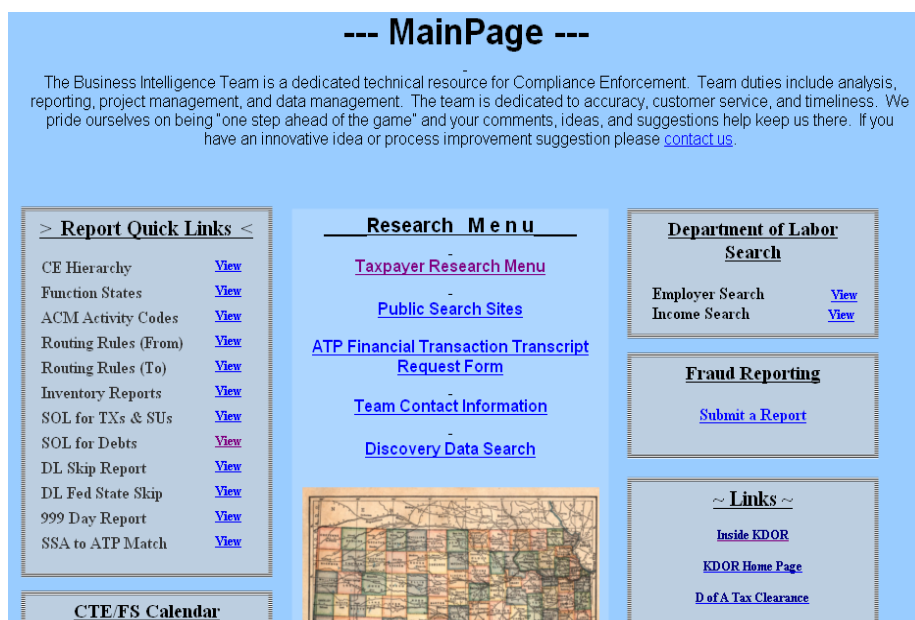 --- MainPage ---
The Business Intelligence Team is a dedicated technical resource for Compliance Enforcement. Team duties include analysis,
reporting, project management, and data management. The team is dedicated to accuracy, customer service, and timeliness. We
pride ourselves on being "one step ahead of the game" and your comments, ideas, and suggestions help keep us there. If you
have an innovative idea or process improvement suggestion please contact us.
> Report Quick Links <
CE Hierarchy View
Function States View
ACM Activity Codes View
Routing Rules (From) View
Routing Rules (To) View
Inventory Reports View
SOL for TXs & SUs View
SOL for Debts View
DL Skip Report View
DL Fed State Skip View
999 Day Report View
SSA to ATP Match View
CTE/FS Calendar
Research Menu
Taxpayer Research Menu
Public Search Sites
ATP Financial Transaction Transcript
Request Form
Team Contact Information
Discovery Data Search
Department of Labor
Search
Employer Search View
Income Search View
Fraud Reporting
Submit a Report
~ Links ~
Inside KDOR
KDOR Home Page
D of A Tax Clearance